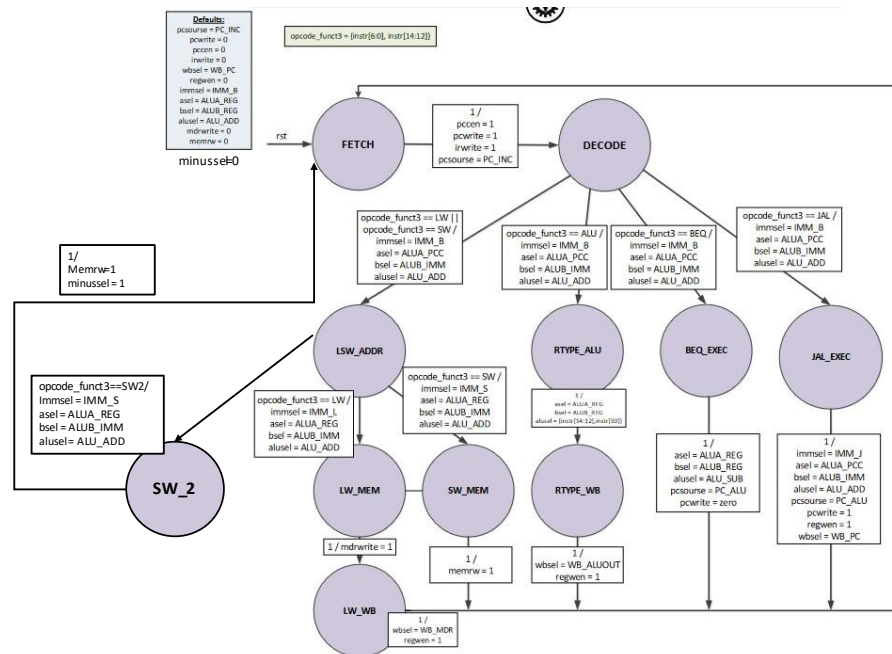 Defaults:
pcsourse = PC_INC
pcwrite = 0
pccen = 0
irwrite = 0
wbsel = WB_PC
regwen = 0
immsel = IMM_B
asel = ALUA_REG
bsel = ALUB_REG
alusel = ALU_ADD
mdrwrite = 0
memrw = 0
minussel=0
opcode_funct3 = {instr[6:0], instr[14:12]}
rst
FETCH
1 /
pccen = 1
pcwrite = 1
irwrite = 1
pcsourse = PC_INC
DECODE
1/
Memrw=1
minussel = 1
opcode_funct3 == LW ||
opcode_funct3 == SW /
immsel = IMM_B
asel = ALUA_PCC
bsel = ALUB_IMM
alusel = ALU_ADD
opcode_funct3 == ALU /
immsel = IMM_B
asel = ALUA_PCC
bsel = ALUB_IMM
alusel = ALU_ADD
opcode_funct3 == BEQ /
immsel = IMM_B
asel = ALUA_PCC
bsel = ALUB_IMM
alusel = ALU_ADD
opcode_funct3 == JAL /
immsel = IMM_B
asel = ALUA_PCC
bsel = ALUB_IMM
alusel = ALU_ADD
LSW_ADDR
RTYPE_ALU
BEQ_EXEC
JAL_EXEC
opcode_funct3==SW2/
Immsel = IMM_S
asel = ALUA_REG
bsel = ALUB_IMM
alusel = ALU_ADD
opcode_funct3 == LW /
immsel = IMM_L
asel = ALUA_REG
bsel = ALUB_IMM
alusel = ALU_ADD
opcode_funct3 == SW /
immsel = IMM_S
asel = ALUA_REG
bsel = ALUB_IMM
alusel = ALU_ADD
1 /
asel = ALUA_REG
bsel = ALUB_REG
alusel = {instr[14:12],instr[30]}
1 /
asel = ALUA_REG
bsel = ALUB_REG
alusel = ALU_SUB
pcsourse = PC_ALU
pcwrite = zero
1 /
immsel = IMM_J
asel = ALUA_PCC
bsel = ALUB_IMM
alusel = ALU_ADD
pcsourse = PC_ALU
pcwrite = 1
regwen = 1
wbsel = WB_PC
SW_2
LW_MEM
SW_MEM
RTYPE_WB
1 / mdrwrite = 1
1 /
memrw = 1
1 /
wbsel = WB_ALUOUT
regwen = 1
LW_WB
1 /
wbsel = WB_MDR
regwen = 1